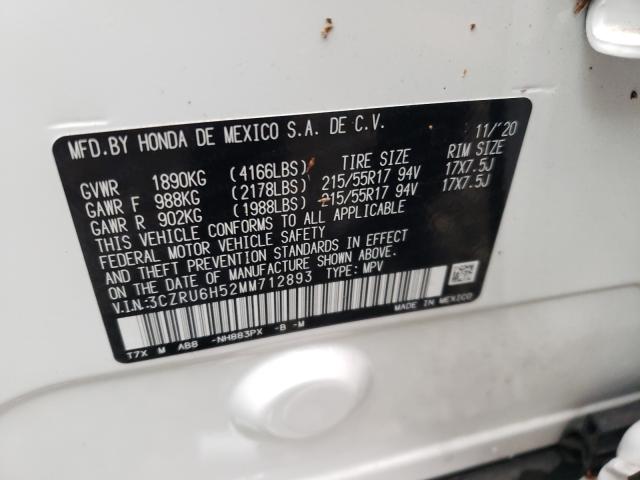 MFD.BY HONDA DE MEXICO S.A. DE C.V. 11/'20
GVWR 1890KG (4166LBS) TIRE SIZE RIM SIZE
GAWR F 988KG (2178LBS) 215/55R17 94V 17X7.5J
GAWR R 902KG (1988LBS) 215/55R17 94V 17X7.5J
THIS VEHICLE CONFORMS TO ALL APPLICABLE
FEDERAL MOTOR VEHICLE SAFETY
AND THEFT PREVENTION STANDARDS IN EFFECT
ON THE DATE OF MANUFACTURE SHOWN ABOVE.
V.I.N.:3CZRU6H52MM712893 TYPE: MPV
T7X M AB8 -NH883PX -B -M MADE IN MEXICO